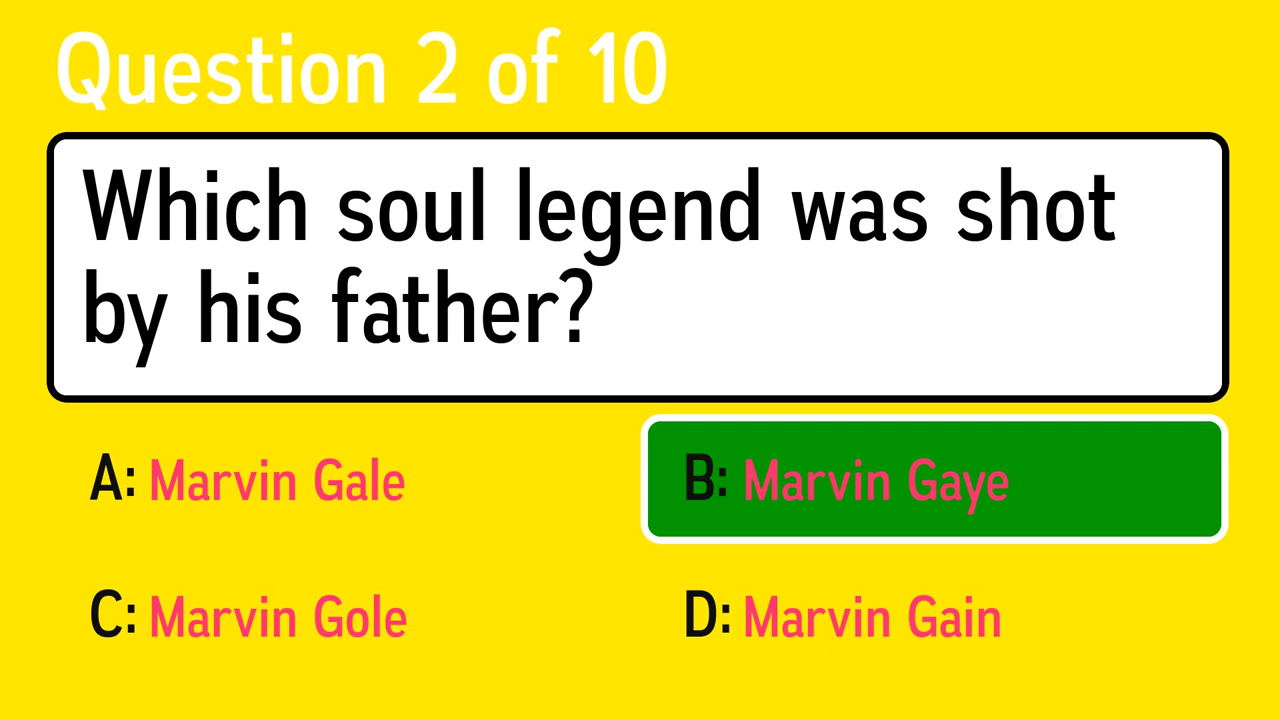 Question 2 of 10
Which soul legend was shot
by his father?
A: Marvin Gale
B: Marvin Gaye
C: Marvin Gole
D: Marvin Gain